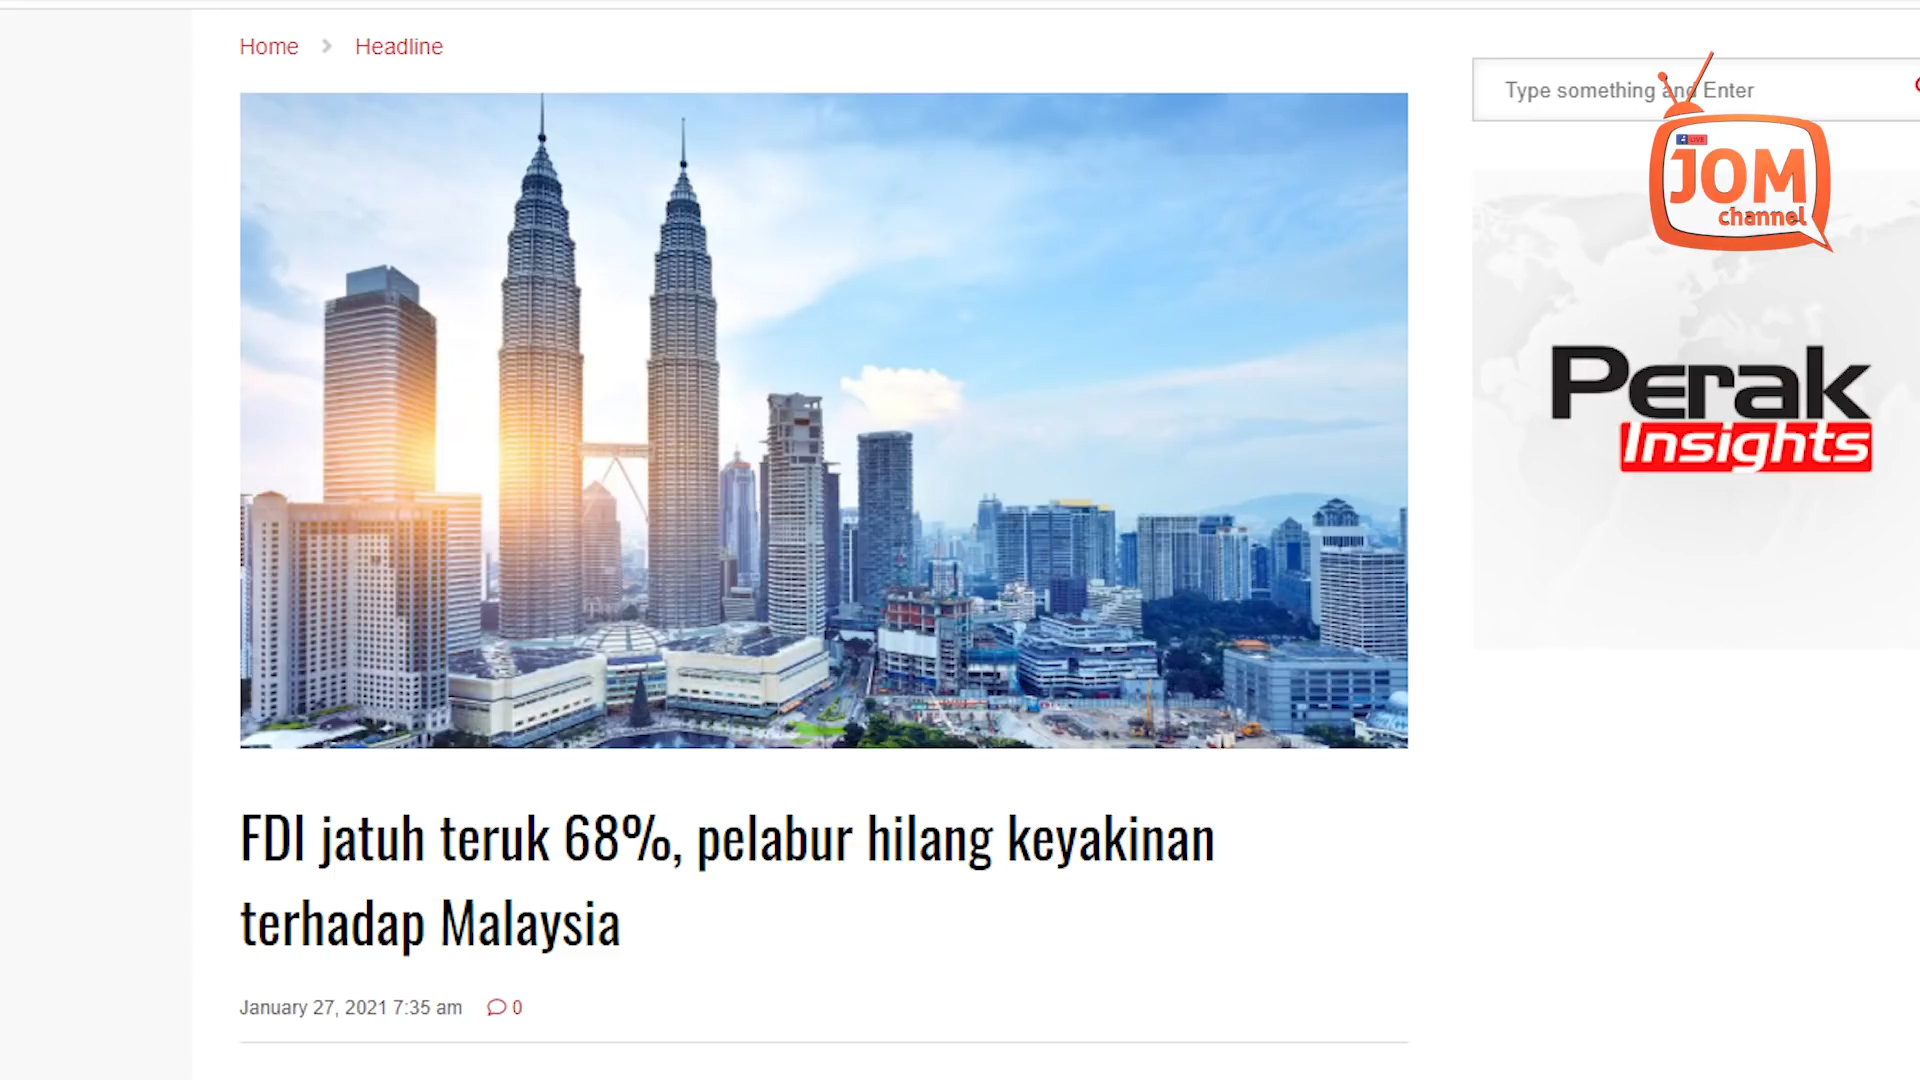 Home > Headline
Type something and Enter
LIVE
JOM
channel
Perak
Insights
FDI jatuh teruk 68%, pelabur hilang keyakinan
terhadap Malaysia
January 27, 2021 7:35 am 0